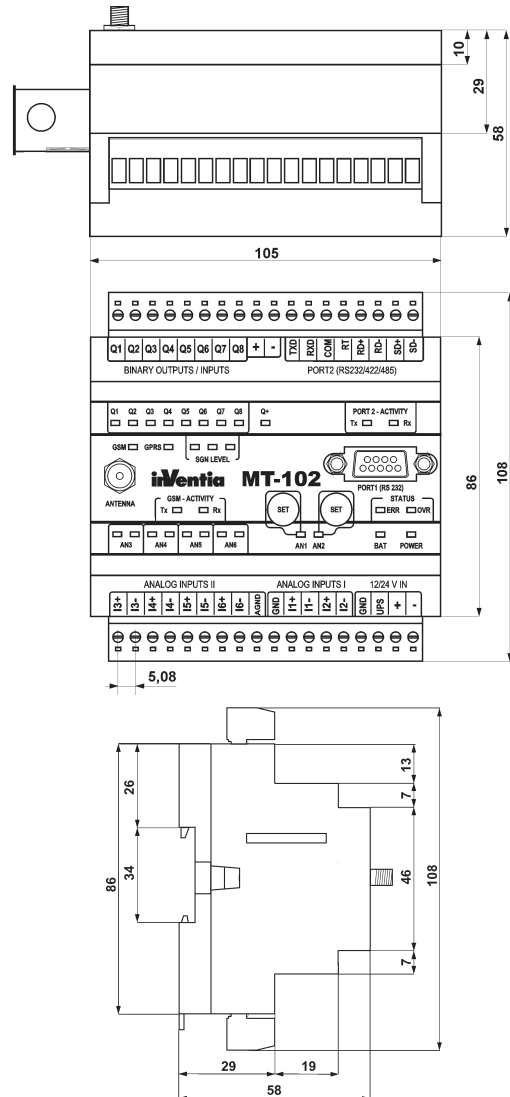 10
29
58
105
Q1 Q2 Q3 Q4 Q5 Q6 Q7 Q8 + - TXD RXD COM RT RD+ RD- SD+ SD-
BINARY OUTPUTS / INPUTS PORT2 (RS232/422/485)
Q1 Q2 Q3 Q4 Q5 Q6 Q7 Q8 Q+ PORT 2 - ACTIVITY
Tx Rx
GSM GPRS
SGN LEVEL
inVentia MT-102
PORT1 (RS 232)
ANTENNA
GSM - ACTIVITY
Tx Rx
SET SET
STATUS
ERR OVR
AN3 AN4 AN5 AN6 AN1 AN2 BAT POWER
ANALOG INPUTS II ANALOG INPUTS I 12/24 V IN
I3+ I3- I4+ I4- I5+ I5- I6+ I6- AGND GND I1+ I1- I2+ I2- GND UPS + -
86
108
5,08
26
34
86
13
7
46
7
108
29
19
58